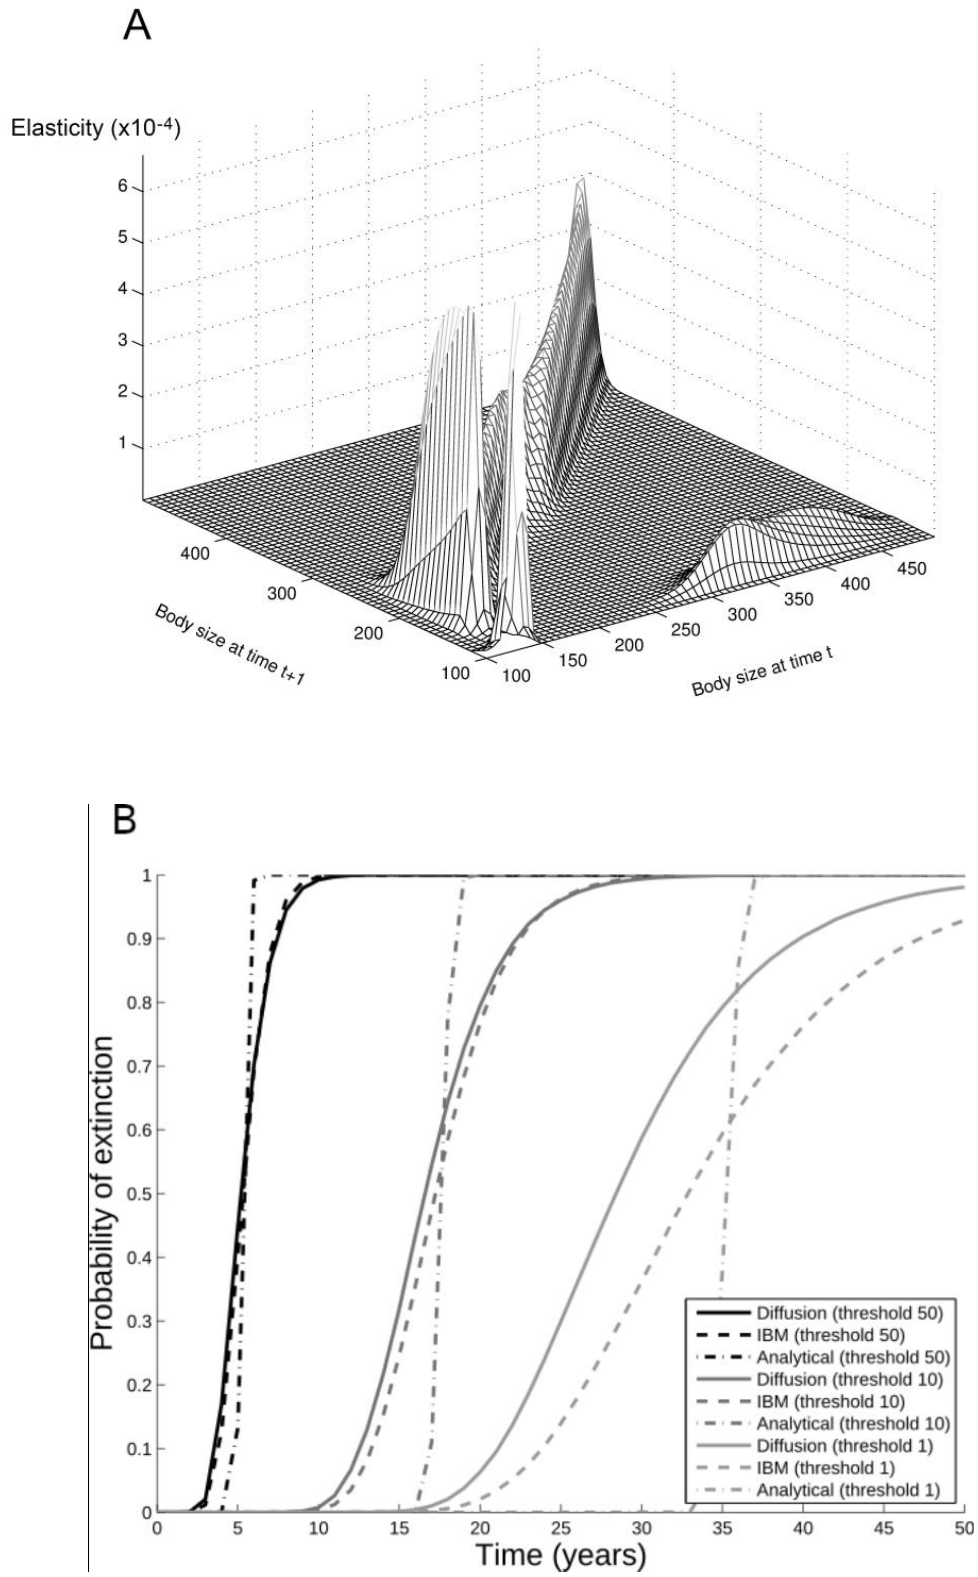 A
Elasticity (x10-4)
6
5
4
3
2
1
400
300
200
100
100
150
200
250
300
350
400
450
Body size at time t+1
Body size at time t
B
Probability of extinction
1
0.9
0.8
0.7
0.6
0.5
0.4
0.3
0.2
0.1
0
Diffusion (threshold 50)
IBM (threshold 50)
Analytical (threshold 50)
Diffusion (threshold 10)
IBM (threshold 10)
Analytical (threshold 10)
Diffusion (threshold 1)
IBM (threshold 1)
Analytical (threshold 1)
0 5 10 15 20 25 30 35 40 45 50
Time (years)